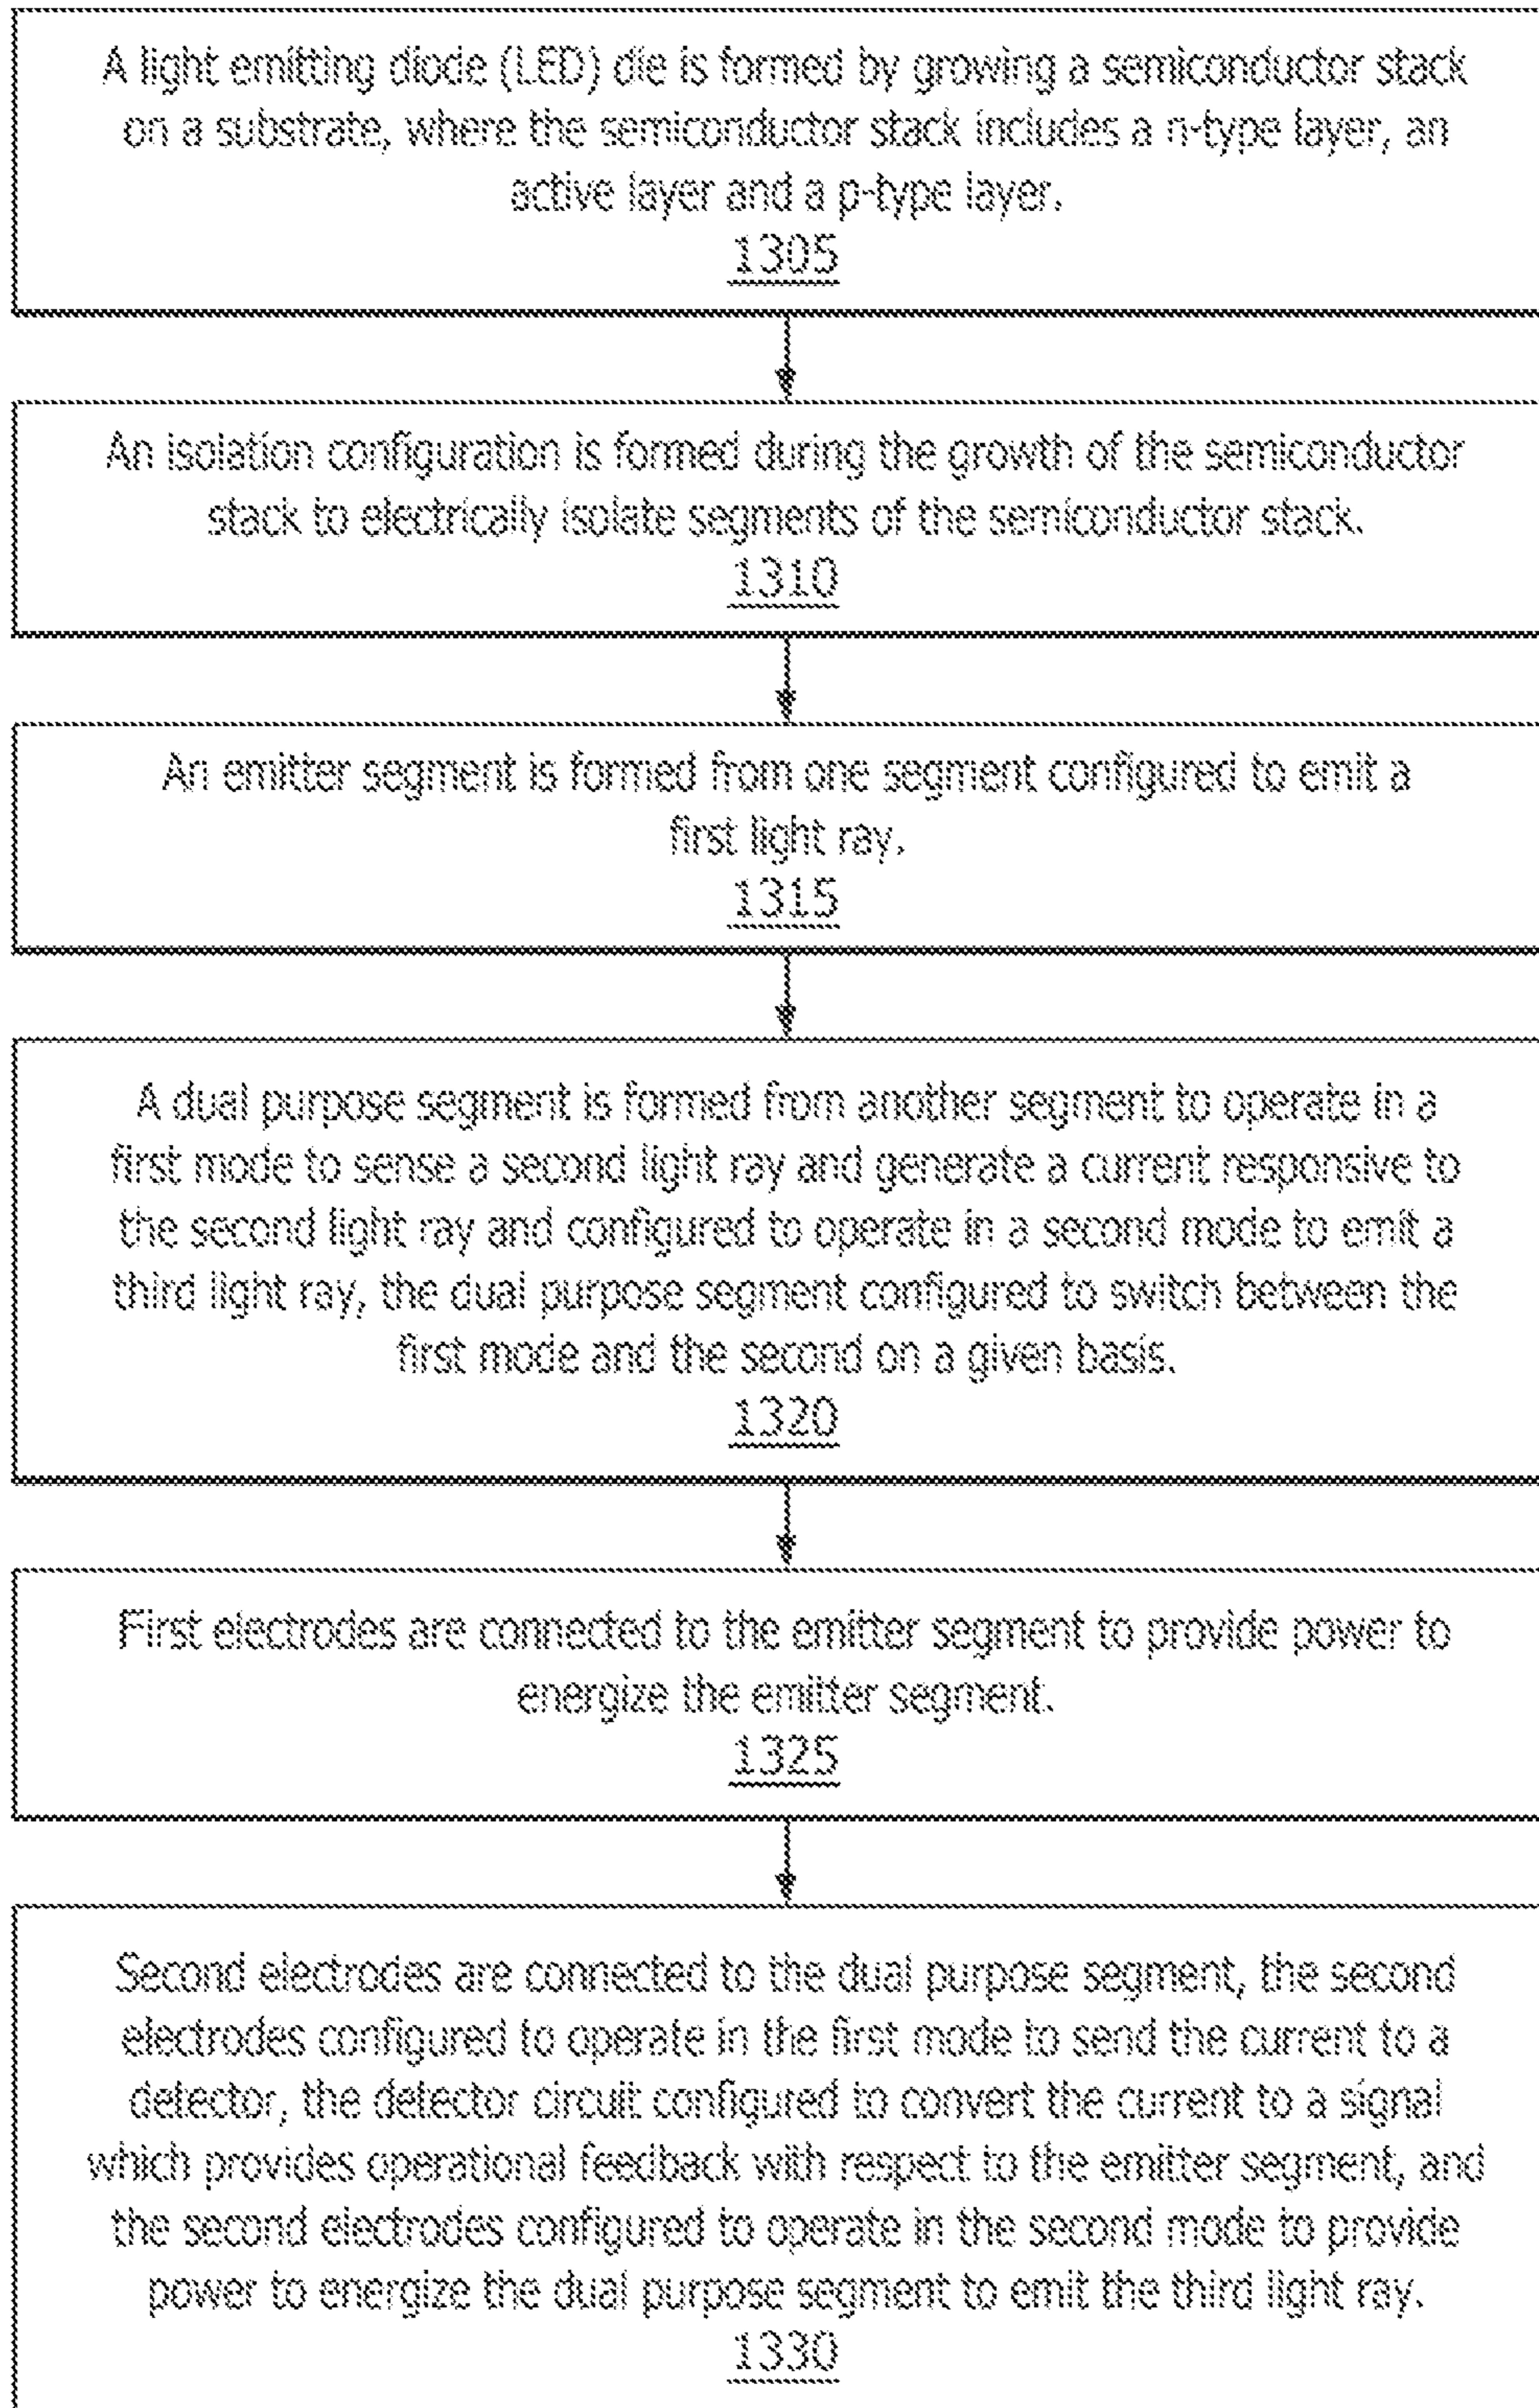 A light emitting diode (LED) die is formed by growing a semiconductor stack
on a substrate, where the semiconductor stack includes a n-type layer, an
active layer and a p-type layer.
1305
An isolation configuration is formed during the growth of the semiconductor
stack to electrically isolate segments of the semiconductor stack.
1310
An emitter segment is formed from one segment configured to emit a
first light ray.
1315
A dual purpose segment is formed from another segment to operate in a
first mode to sense a second light ray and generate a current responsive to
the second light ray and configured to operate in a second mode to emit a
third light ray, the dual purpose segment configured to switch between the
first mode and the second on a given basis.
1320
First electrodes are connected to the emitter segment to provide power to
energize the emitter segment.
1325
Second electrodes are connected to the dual purpose segment, the second
electrodes configured to operate in the first mode to send the current to a
detector, the detector circuit configured to convert the current to a signal
which provides operational feedback with respect to the emitter segment, and
the second electrodes configured to operate in the second mode to provide
power to energize the dual purpose segment to emit the third light ray.
1330